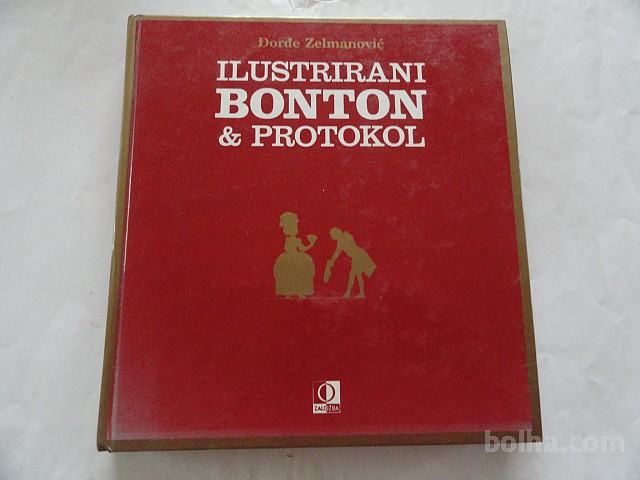 Đorđe Zelmanović
ILUSTRIRANI
BONTON
& PROTOKOL
ZALOŽBA
bolha.com